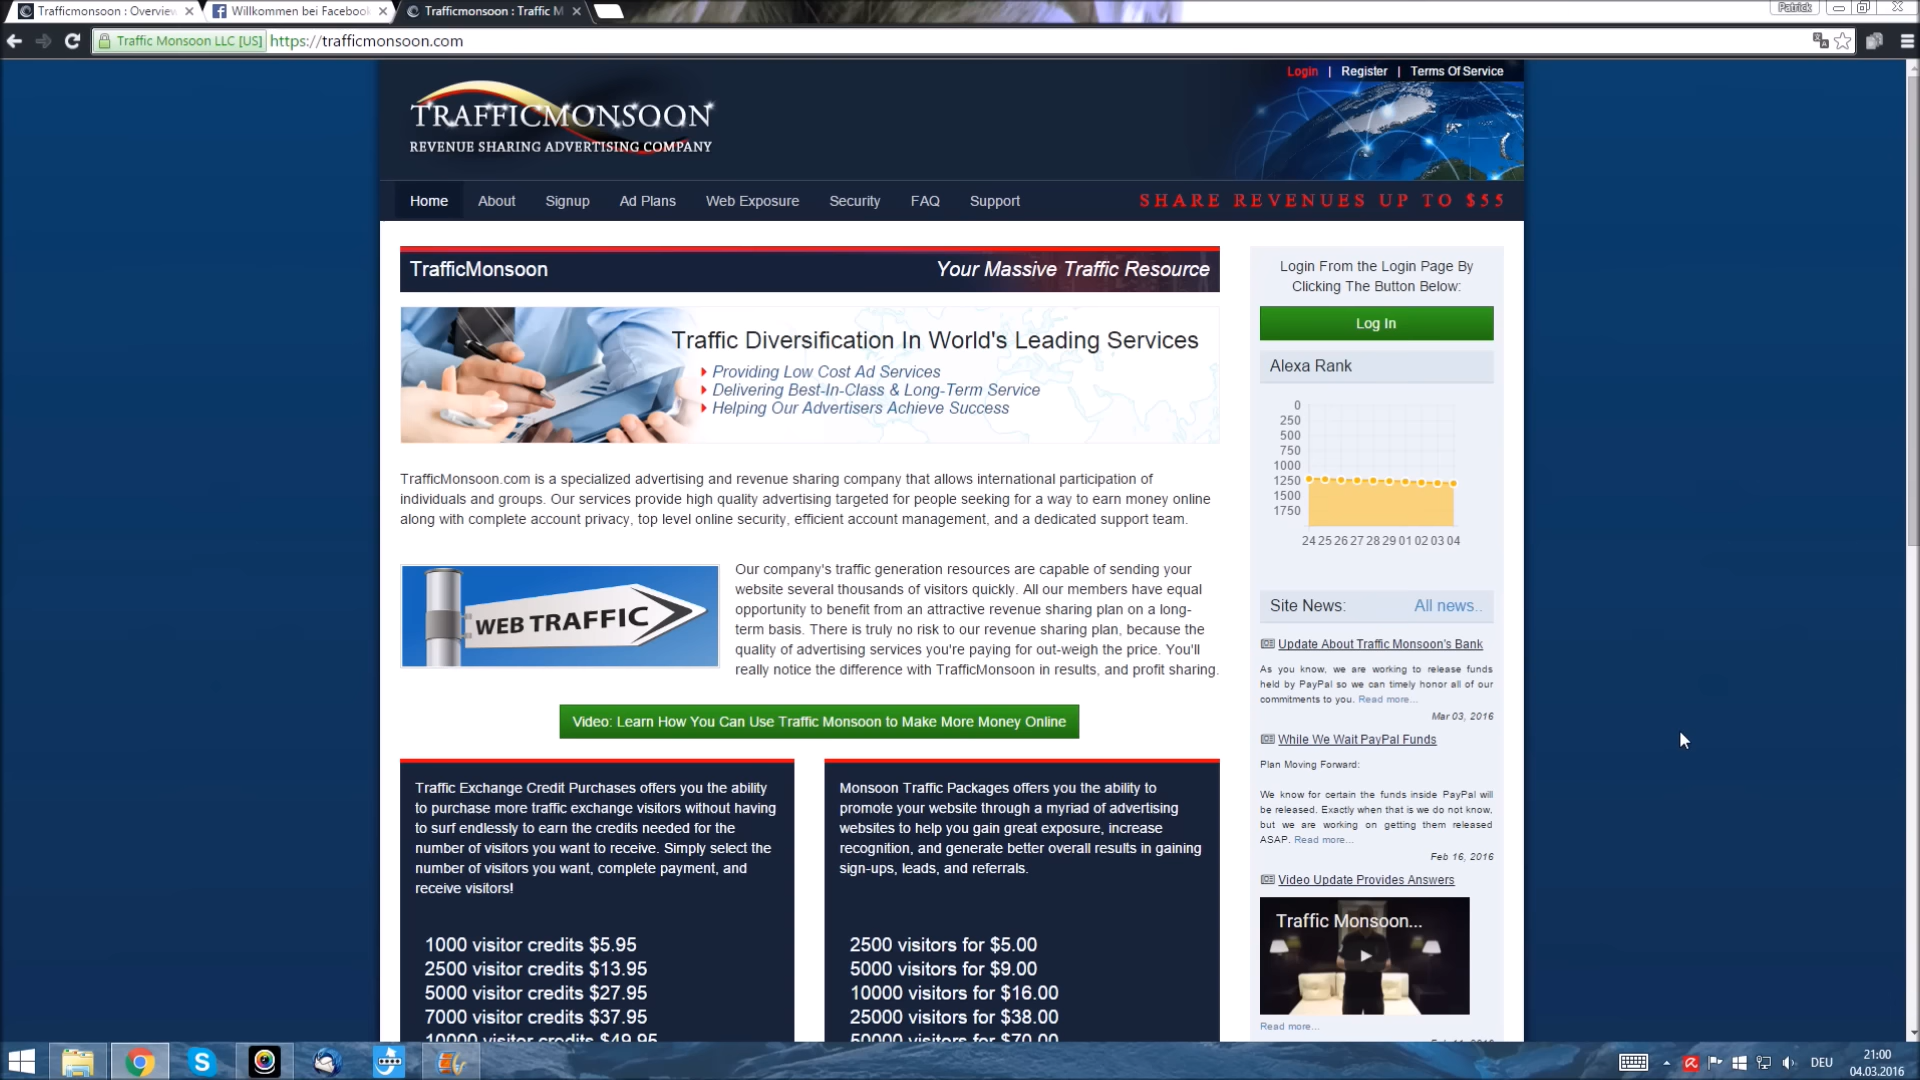 Trafficmonsoon : Overview
Willkommen bei Facebook
Trafficmonsoon : Traffic M
Patrick
Traffic Monsoon LLC [US]
https://trafficmonsoon.com
Login | Register | Terms Of Service
TRAFFICMONSOON
REVENUE SHARING ADVERTISING COMPANY
Home
About
Signup
Ad Plans
Web Exposure
Security
FAQ
Support
SHARE REVENUES UP TO $55
TrafficMonsoon
Your Massive Traffic Resource
Traffic Diversification In World's Leading Services
Providing Low Cost Ad Services
Delivering Best-In-Class & Long-Term Service
Helping Our Advertisers Achieve Success
TrafficMonsoon.com is a specialized advertising and revenue sharing company that allows international participation of
individuals and groups. Our services provide high quality advertising targeted for people seeking for a way to earn money online
along with complete account privacy, top level online security, efficient account management, and a dedicated support team.
WEB TRAFFIC
Our company's traffic generation resources are capable of sending your
website several thousands of visitors quickly. All our members have equal
opportunity to benefit from an attractive revenue sharing plan on a long-
term basis. There is truly no risk to our revenue sharing plan, because the
quality of advertising services you're paying for out-weigh the price. You'll
really notice the difference with TrafficMonsoon in results, and profit sharing.
Video: Learn How You Can Use Traffic Monsoon to Make More Money Online
Traffic Exchange Credit Purchases offers you the ability
to purchase more traffic exchange visitors without having
to surf endlessly to earn the credits needed for the
number of visitors you want to receive. Simply select the
number of visitors you want, complete payment, and
receive visitors!
1000 visitor credits $5.95
2500 visitor credits $13.95
5000 visitor credits $27.95
7000 visitor credits $37.95
10000 visitor credits $49.95
Monsoon Traffic Packages offers you the ability to
promote your website through a myriad of advertising
websites to help you gain great exposure, increase
recognition, and generate better overall results in gaining
sign-ups, leads, and referrals.
2500 visitors for $5.00
5000 visitors for $9.00
10000 visitors for $16.00
25000 visitors for $38.00
50000 visitors for $70.00
Login From the Login Page By
Clicking The Button Below:
Log In
Alexa Rank
0
250
500
750
1000
1250
1500
1750
24 25 26 27 28 29 01 02 03 04
Site News:
All news..
Update About Traffic Monsoon's Bank
As you know, we are working to release funds
held by PayPal so we can timely honor all of our
commitments to you. Read more...
Mar 03, 2016
While We Wait PayPal Funds
Plan Moving Forward:
We know for certain the funds inside PayPal will
be released. Exactly when that is we do not know,
but we are working on getting them released
ASAP. Read more...
Feb 16, 2016
Video Update Provides Answers
Traffic Monsoon...
Read more...
DEU
21:00
04.03.2016